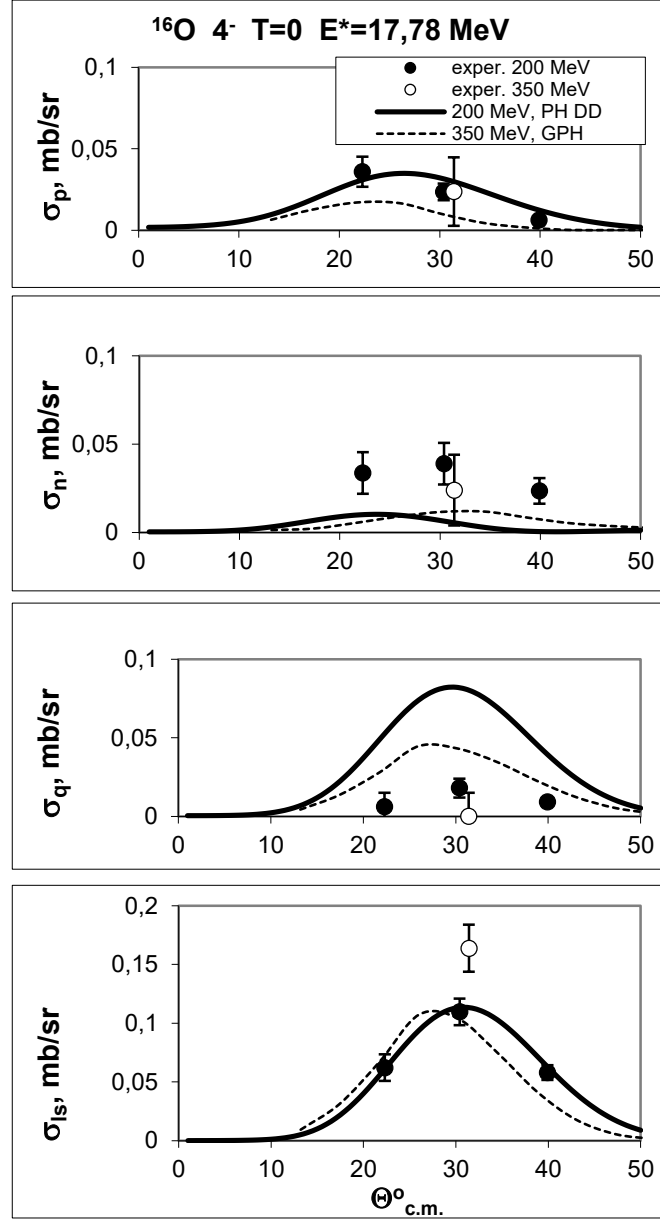 ¹⁶O 4⁻ T=0 E*=17,78 MeV
exper. 200 MeV
exper. 350 MeV
200 MeV, PH DD
350 MeV, GPH
0,1
0,05
0
σp, mb/sr
0 10 20 30 40 50
0,1
0,05
0
σn, mb/sr
0 10 20 30 40 50
0,1
0,05
0
σq, mb/sr
0 10 20 30 40 50
0,2
0,15
0,1
0,05
0
σls, mb/sr
0 10 20 30 40 50
Θ°c.m.